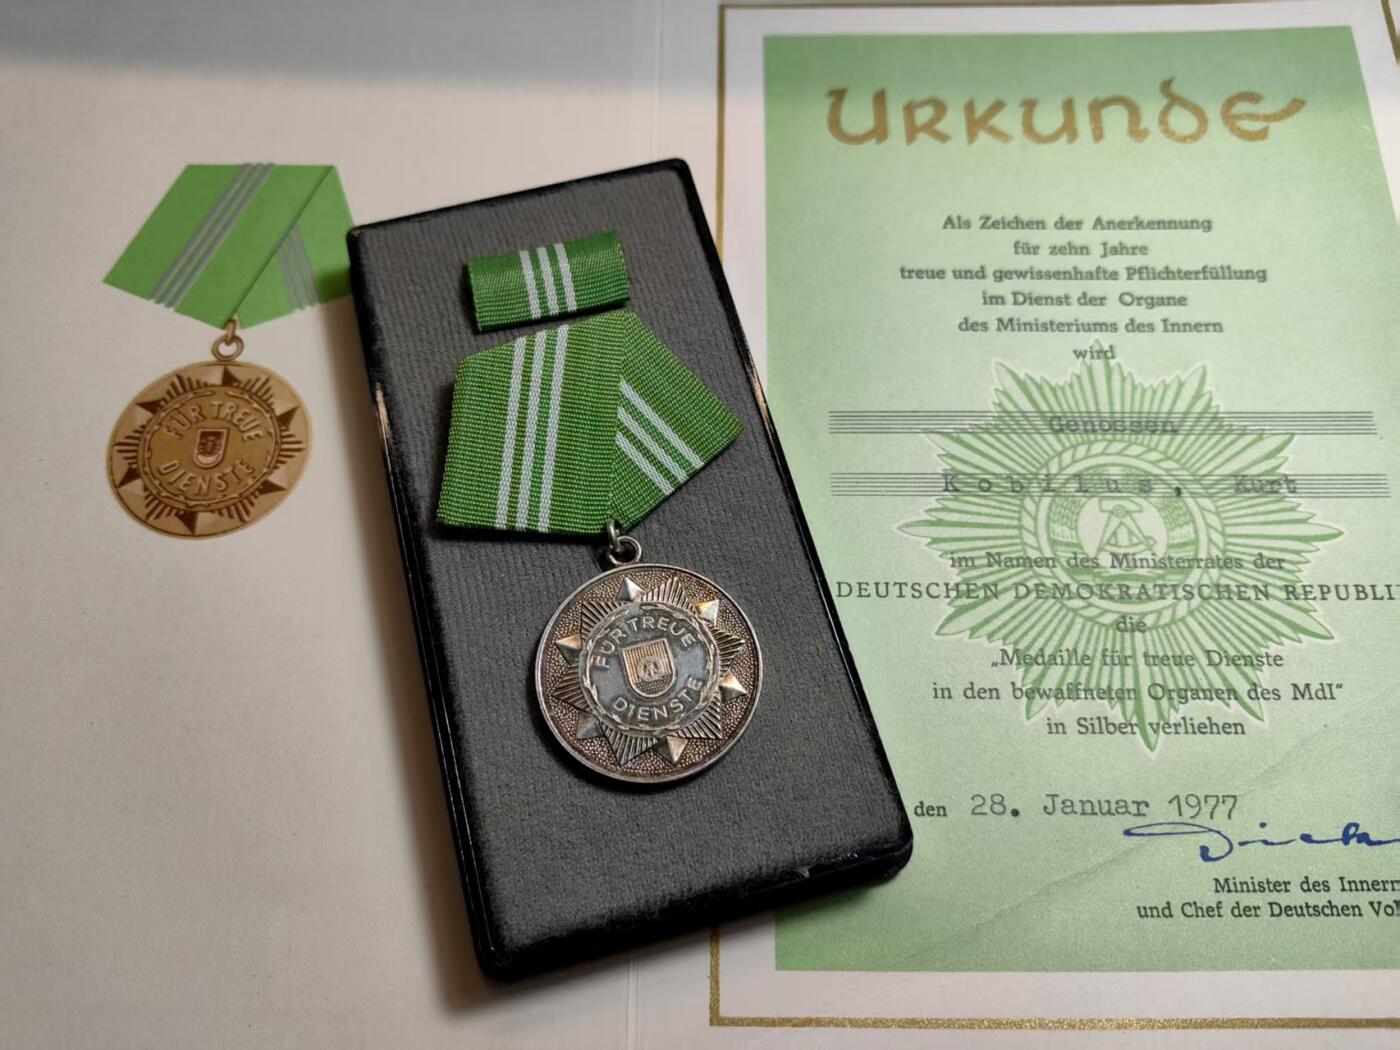 FÜR TREUE
DIENSTE
FÜR TREUE
DIENSTE
URKUNDE
Als Zeichen der Anerkennung
für zehn Jahre
treue und gewissenhafte Pflichterfüllung
im Dienst der Organe
des Ministeriums des Innern
wird
Genossen
Kobilus, Kurt
im Namen des Ministerrates der
DEUTSCHEN DEMOKRATISCHEN REPUBLI
die
„Medaille für treue Dienste
in den bewaffneten Organen des MdI“
in Silber verliehen
den 28. Januar 1977
Minister des Innern
und Chef der Deutschen Vol